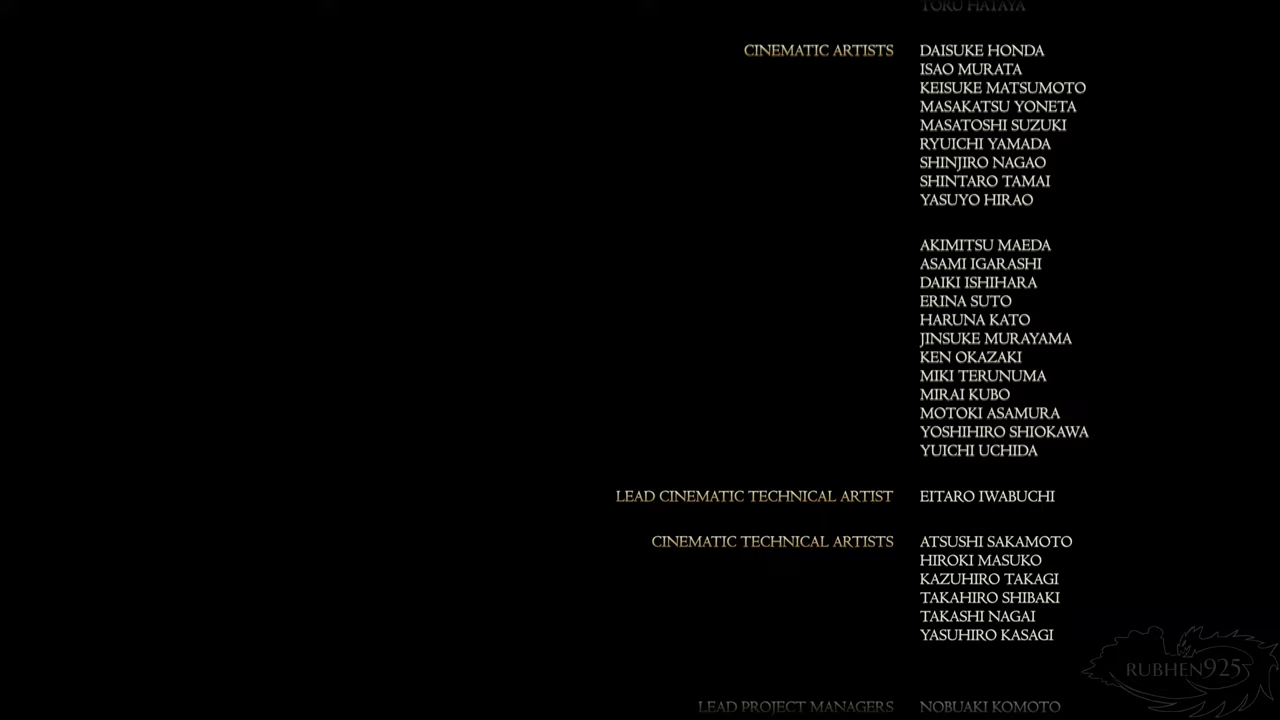 TORU HATAYA
CINEMATIC ARTISTS DAISUKE HONDA
ISAO MURATA
KEISUKE MATSUMOTO
MASAKATSU YONETA
MASATOSHI SUZUKI
RYUICHI YAMADA
SHINJIRO NAGAO
SHINTARO TAMAI
YASUYO HIRAO
AKIMITSU MAEDA
ASAMI IGARASHI
DAIKI ISHIHARA
ERINA SUTO
HARUNA KATO
JINSUKE MURAYAMA
KEN OKAZAKI
MIKI TERUNUMA
MIRAI KUBO
MOTOKI ASAMURA
YOSHIHIRO SHIOKAWA
YUICHI UCHIDA
LEAD CINEMATIC TECHNICAL ARTIST EITARO IWABUCHI
CINEMATIC TECHNICAL ARTISTS ATSUSHI SAKAMOTO
HIROKI MASUKO
KAZUHIRO TAKAGI
TAKAHIRO SHIBAKI
TAKASHI NAGAI
YASUHIRO KASAGI
RUBHEN925
LEAD PROJECT MANAGERS NOBUAKI KOMOTO